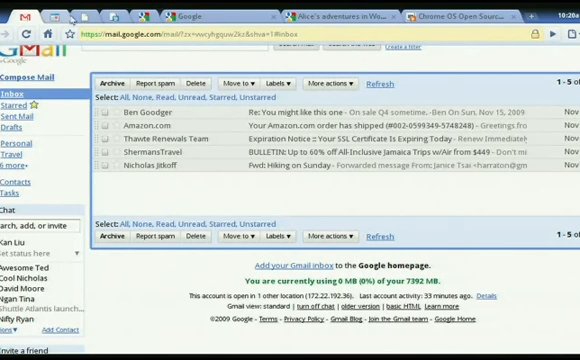 Google
Alice's adventures in Wo...
Chrome OS Open Sourc...
10:20a
https://mail.google.com/mail/?zx=vwcyhgquw2kz&shva=1#inbox
Gmail
by Google
Compose Mail
Create a filter
Archive Report spam Delete Move to ▾ Labels ▾ More actions ▾ Refresh 1 - 5 o
Select: All, None, Read, Unread, Starred, Unstarred
Inbox
Starred
Sent Mail
Drafts
Personal
Travel
6 more▾
Contacts
Tasks
Ben Goodger Re: You might like this one - On sale Q4 sometime.-Ben On Sun, Nov 15, 2009 Nov
Amazon.com Your Amazon.com order has shipped (#002-0599349-5748248) - Greetings fro Nov
Thawte Renewals Team Expiration Notice :: Your SSL Certificate Is Expiring Today - Renew Immediatel Nov
ShermansTravel BULLETIN: Up to 60% off All-Inclusive Jamaica Trips w/Air from $449 - Don't mi Nov
Nicholas Jitkoff Fwd: Hiking on Sunday - Forwarded message From: Janice Tsai <harraton@gm Nov
Chat
arch, add, or invite
Kan Liu
Set status here
Awesome Ted
Cool Nicholas
David Moore
Ngan Tina
Shuttle Atlantis launch...
Nifty Ryan
ions▾ Add Contact
Invite a friend
Select: All, None, Read, Unread, Starred, Unstarred
Archive Report spam Delete Move to ▾ Labels ▾ More actions ▾ Refresh 1 - 5 o
Add your Gmail inbox to the Google homepage.
You are currently using 0 MB (0%) of your 7392 MB.
This account is open in 1 other location (172.22.192.36). Last account activity: 33 minutes ago. Details
Gmail view: standard | turn off chat | older version | basic HTML Learn more
©2009 Google - Terms - Privacy Policy - Gmail Blog - Join the Gmail team - Google Home